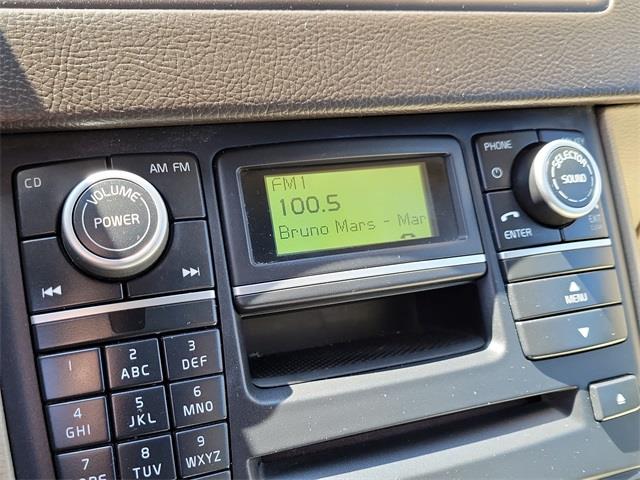 CD
AM FM
VOLUME
POWER
FM1
100.5
Bruno Mars - Mar
PHONE
SELECTOR
SOUND
ENTER
EXIT
CLEAR
MENU
1
2
ABC
3
DEF
4
GHI
5
JKL
6
MNO
7
8
TUV
9
WXYZ